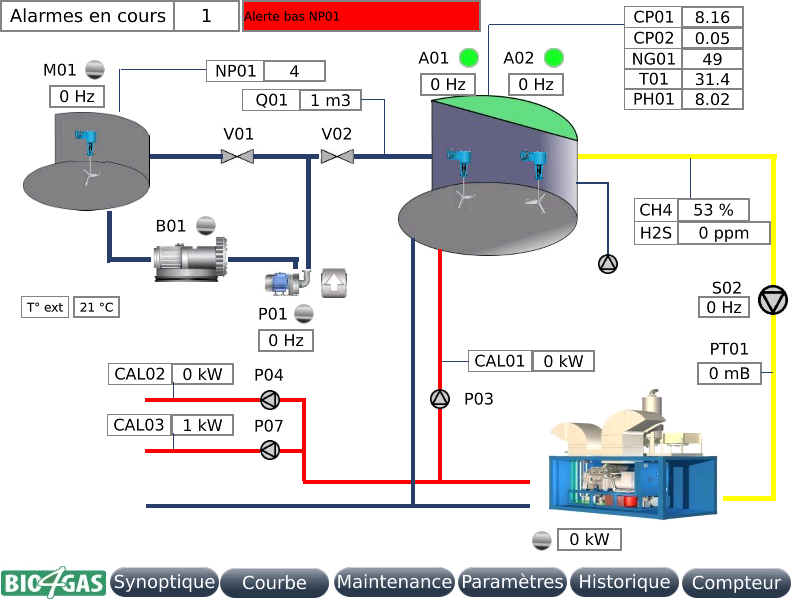 Alarmes en cours 1 Alerte bas NP01
CP01 8.16
CP02 0.05
NG01 49
T01 31.4
PH01 8.02
A01 A02
0 Hz 0 Hz
M01
0 Hz
NP01 4
Q01 1 m3
V01 V02
CH4 53 %
H2S 0 ppm
B01
S02
0 Hz
T° ext 21 °C
P01
0 Hz
PT01
0 mB
CAL01 0 kW
CAL02 0 kW P04
P03
CAL03 1 kW P07
0 kW
BIO4GAS Synoptique Courbe Maintenance Paramètres Historique Compteur